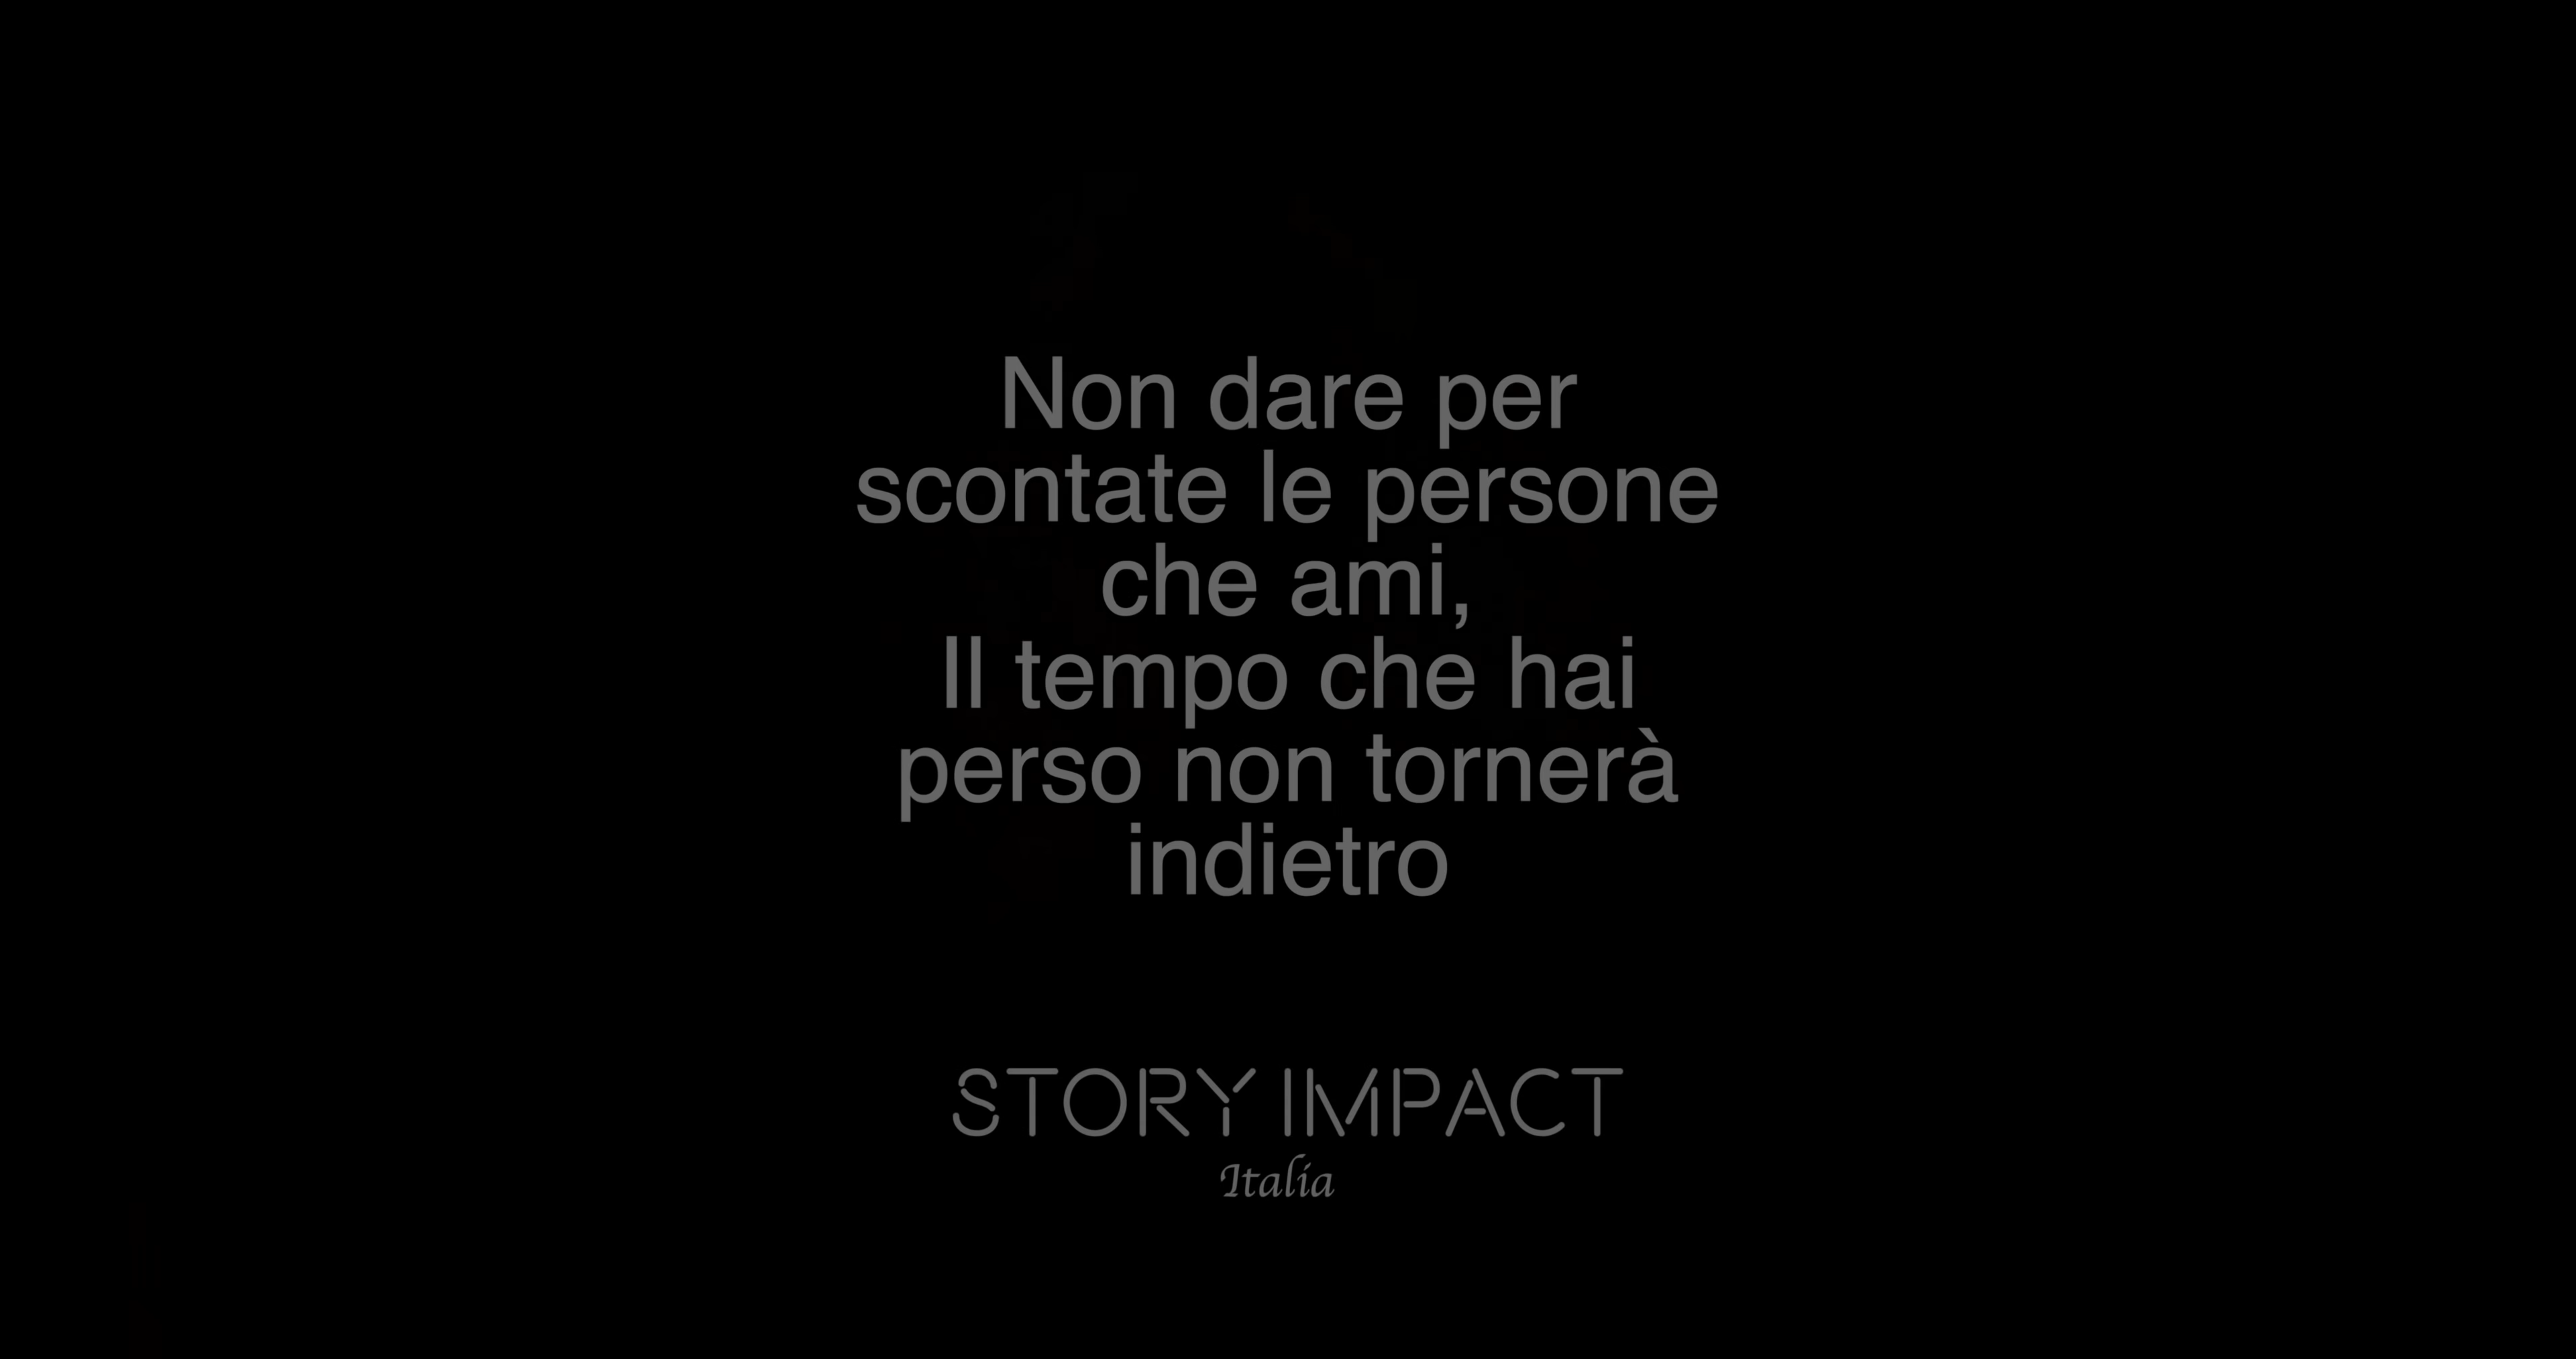 Non dare per
scontate le persone
che ami,
Il tempo che hai
perso non tornerà
indietro
STORY IMPACT
Italia